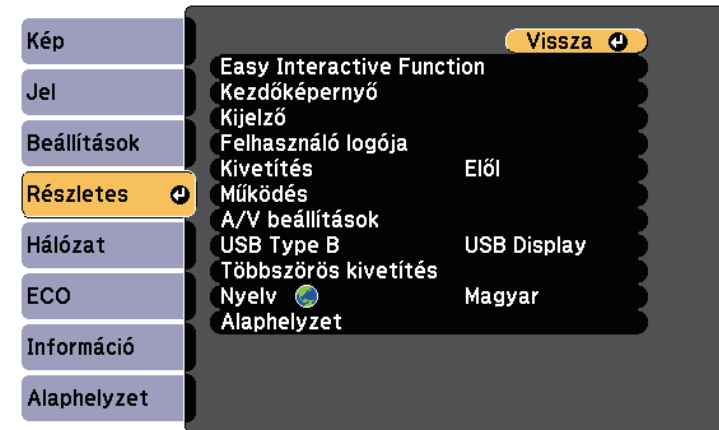 Kép
Jel
Beállítások
Részletes
Hálózat
ECO
Információ
Alaphelyzet
Vissza
Easy Interactive Function
Kezdőképernyő
Kijelző
Felhasználó logója
Kivetítés Elől
Működés
A/V beállítások
USB Type B USB Display
Többszörös kivetítés
Nyelv Magyar
Alaphelyzet